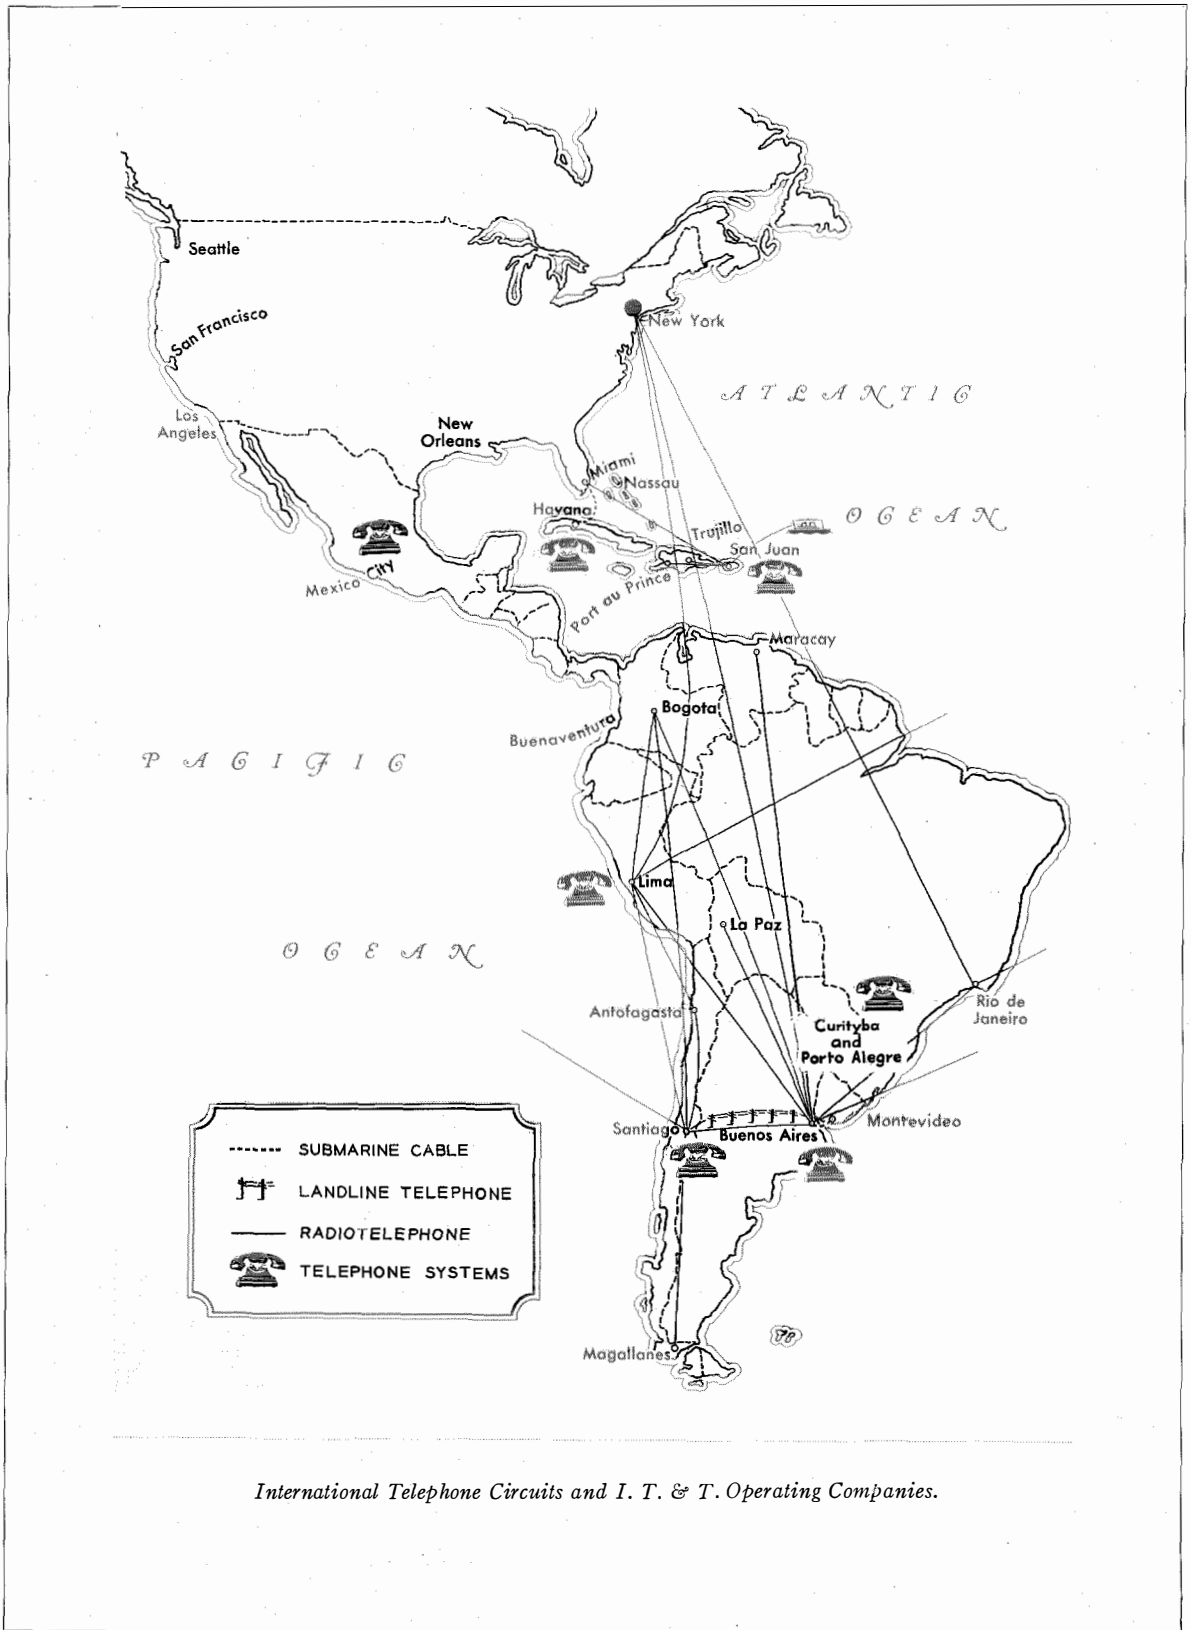 Seattle
San Francisco
Los
Angeles
New
Orleans
New York
ATLANTIC
OCEAN
Miami
Nassau
Havana
Trujillo
San Juan
Mexico City
Port au Prince
Maracay
Bogota
Buenaventura
PACIFIC
OCEAN
Lima
La Paz
Antofagasta
Rio de
Janeiro
Curityba
and
Porto Alegre
Santiago
Buenos Aires
Montevideo
SUBMARINE CABLE
LANDLINE TELEPHONE
RADIOTELEPHONE
TELEPHONE SYSTEMS
Magallanes
International Telephone Circuits and I. T. & T. Operating Companies.